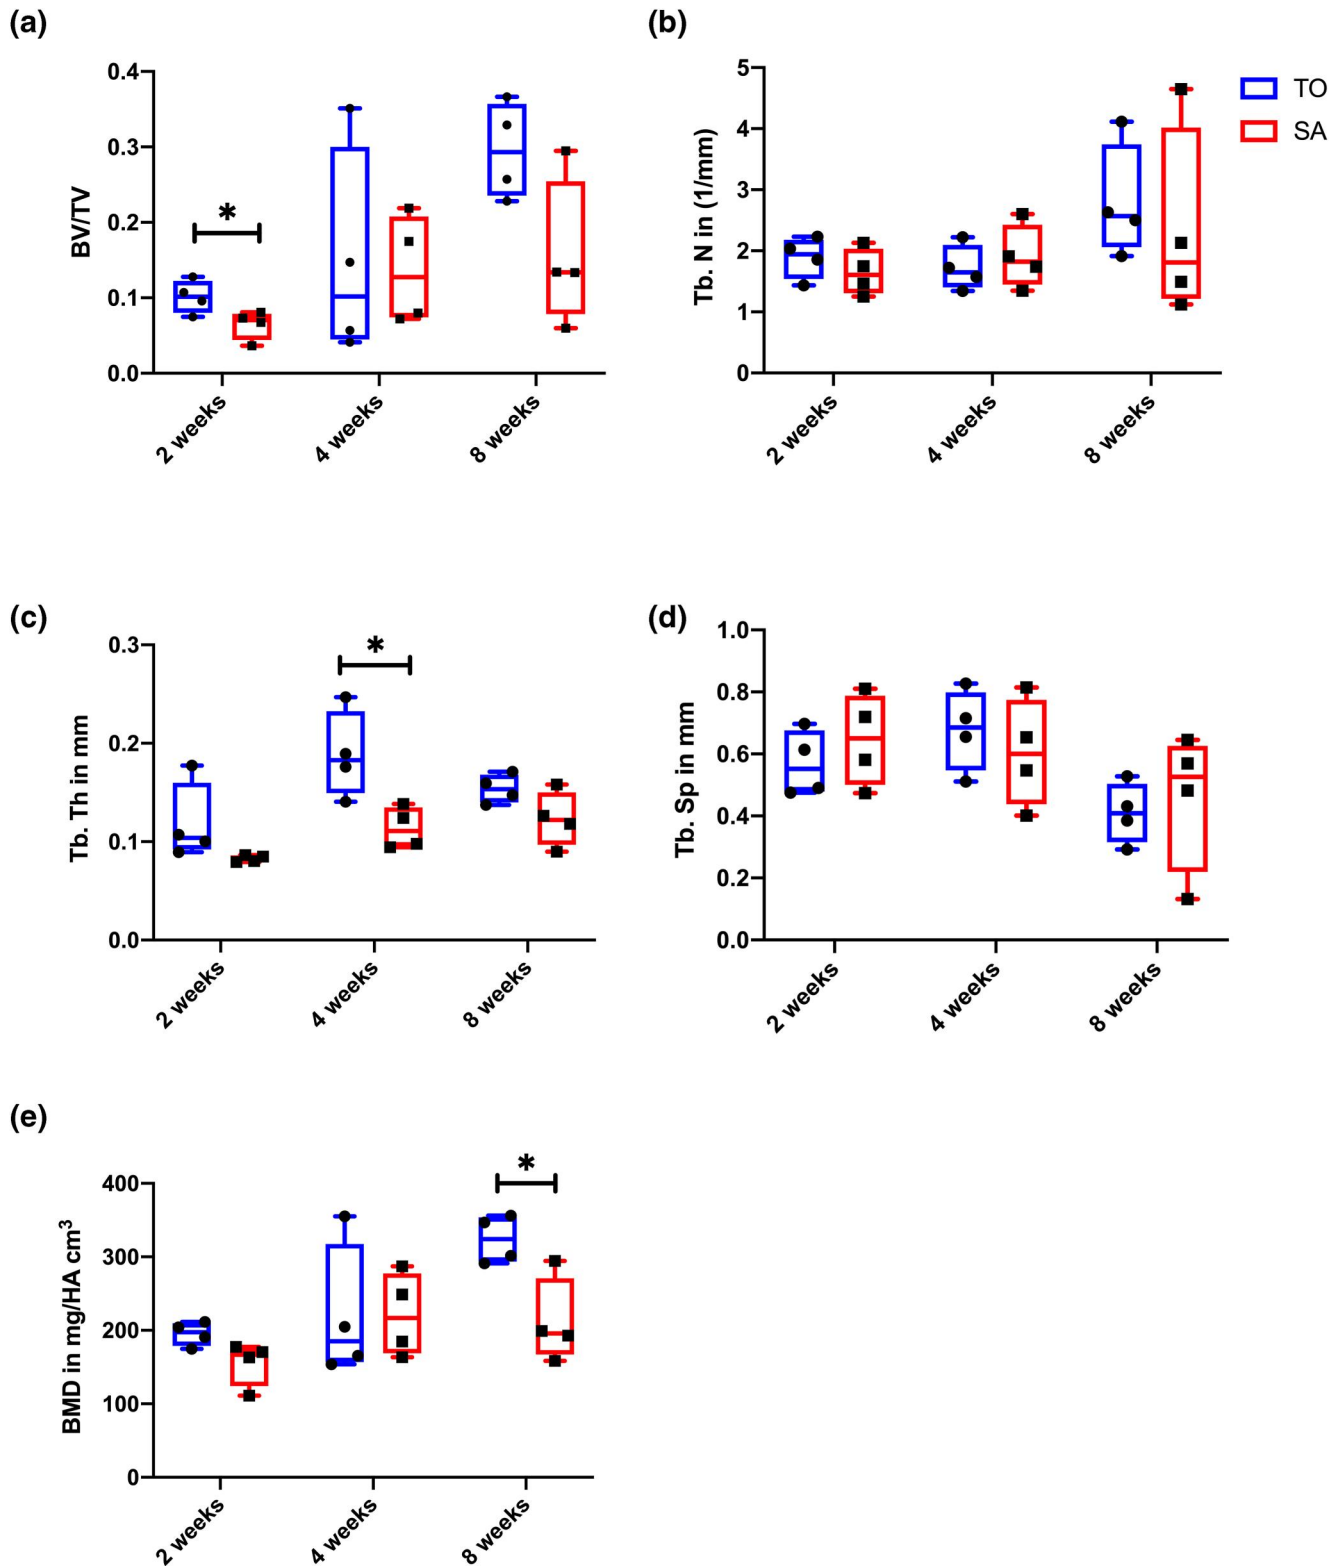 (a)
BV/TV
0.4
0.3
0.2
0.1
0.0
*
2 weeks
4 weeks
8 weeks
(b)
Tb. N in (1/mm)
5
4
3
2
1
0
2 weeks
4 weeks
8 weeks
TO
SA
(c)
Tb. Th in mm
0.3
0.2
0.1
0.0
*
2 weeks
4 weeks
8 weeks
(d)
Tb. Sp in mm
1.0
0.8
0.6
0.4
0.2
0.0
2 weeks
4 weeks
8 weeks
(e)
BMD in mg/HA cm³
400
300
200
100
0
*
2 weeks
4 weeks
8 weeks